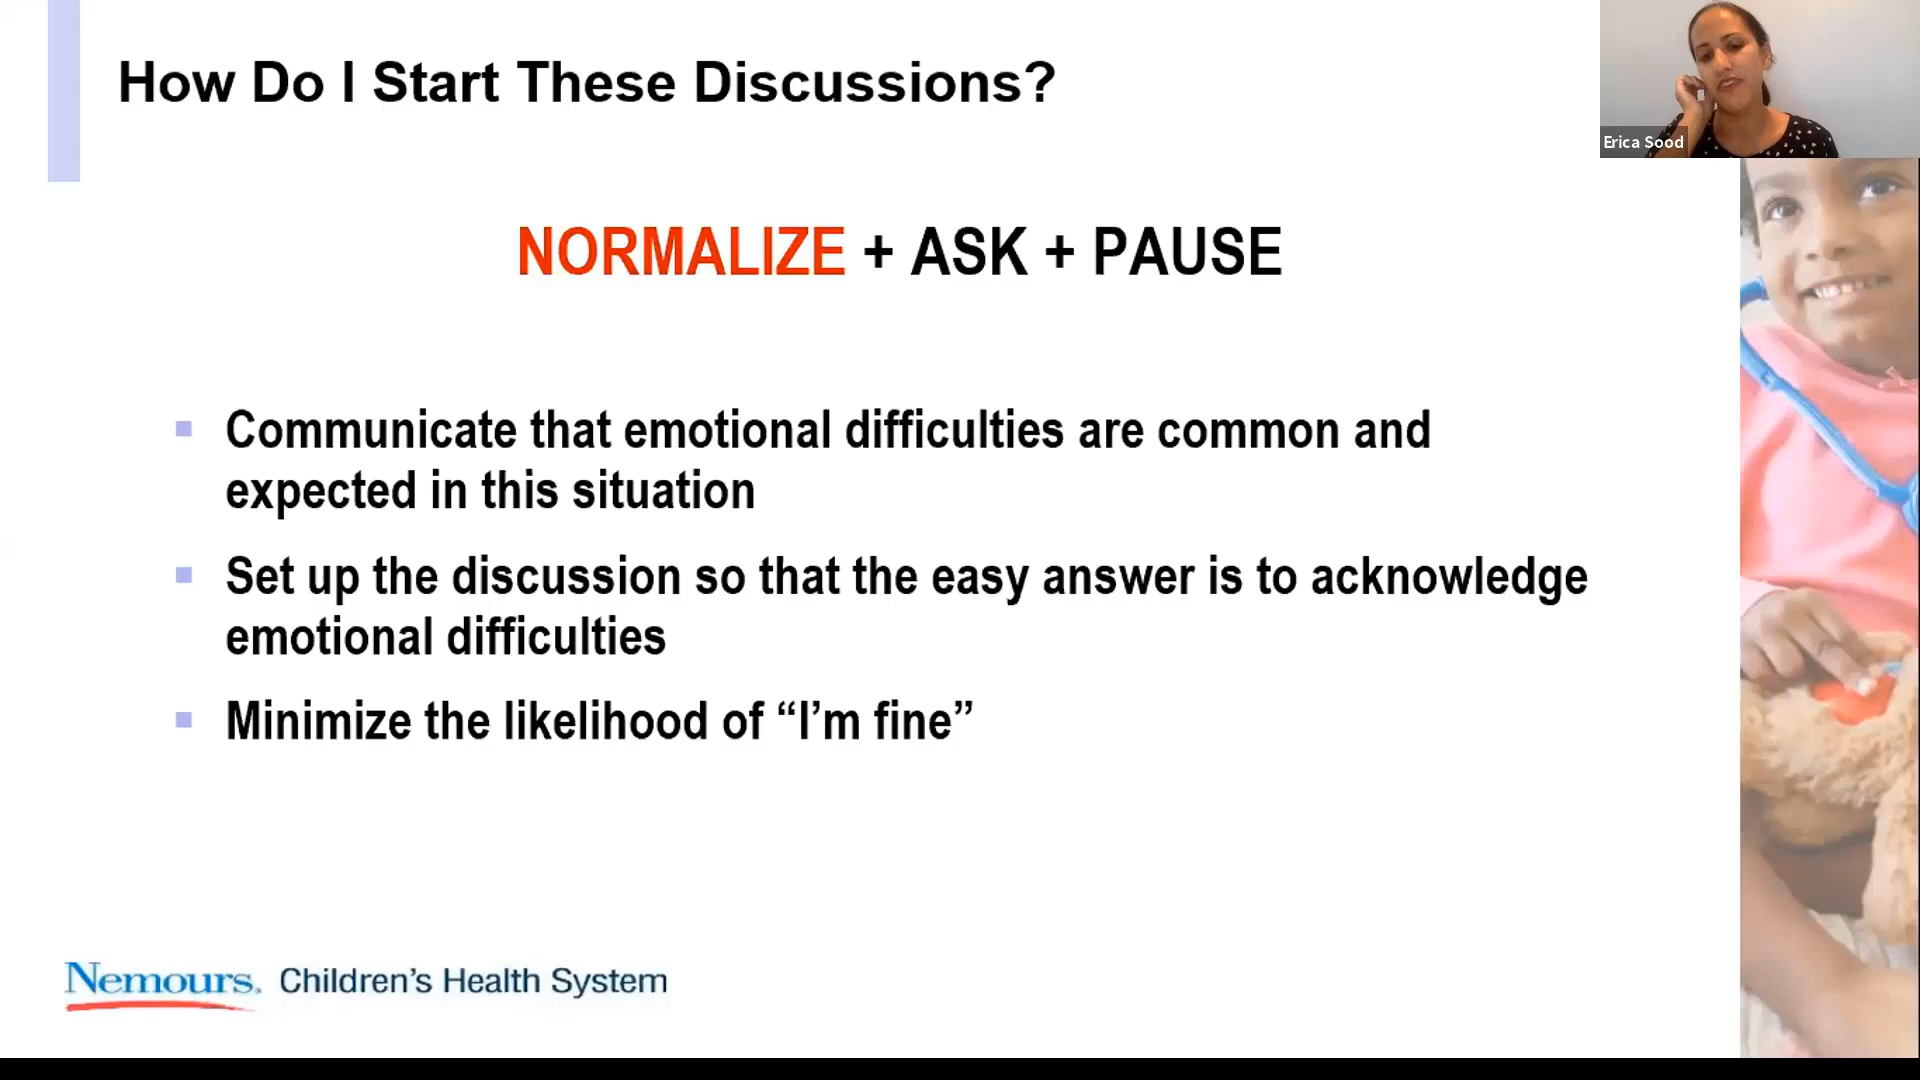 How Do I Start These Discussions?
Erica Sood
NORMALIZE + ASK + PAUSE
▪ Communicate that emotional difficulties are common and
expected in this situation
▪ Set up the discussion so that the easy answer is to acknowledge
emotional difficulties
▪ Minimize the likelihood of “I’m fine”
Nemours. Children’s Health System